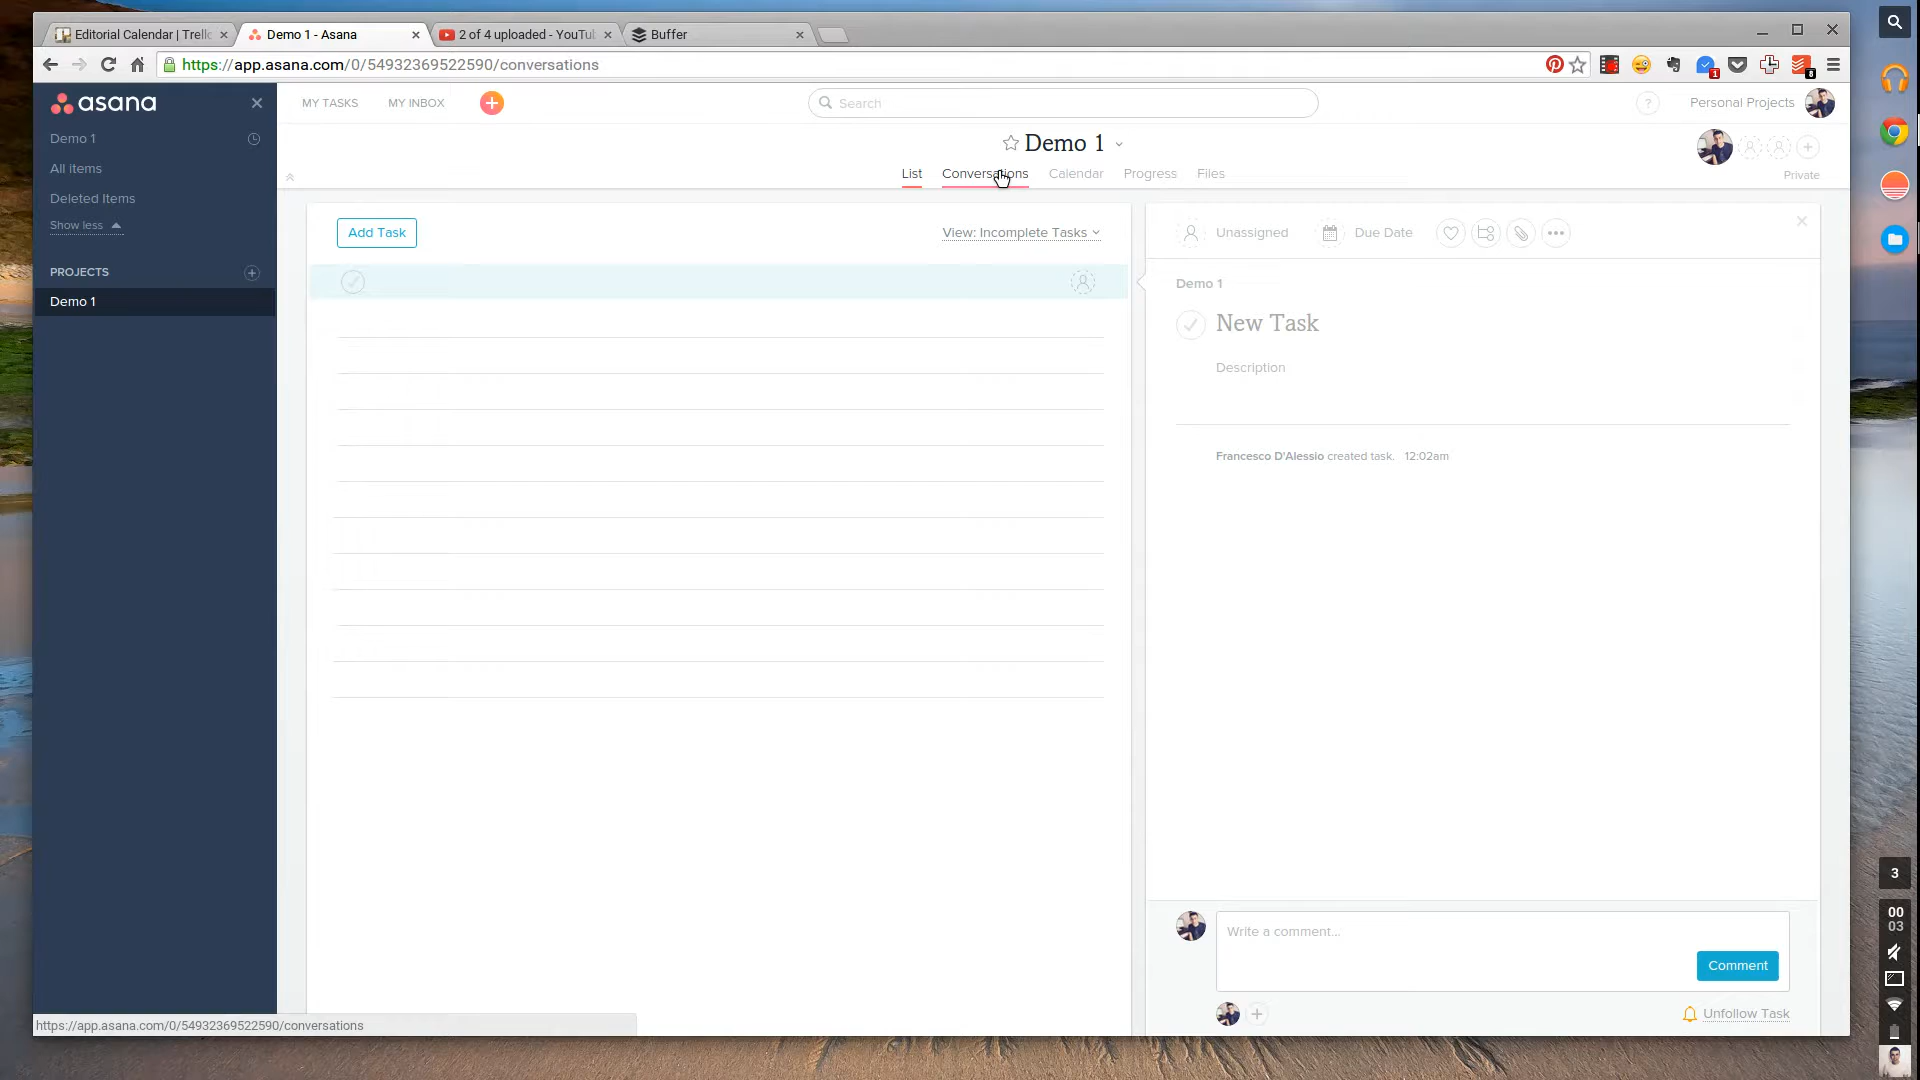 Editorial Calendar | Trello
Demo 1 - Asana
2 of 4 uploaded - YouTu
Buffer
https://app.asana.com/0/54932369522590/conversations
1
8
asana
MY TASKS
MY INBOX
Search
?
Personal Projects
Demo 1
All items
Deleted Items
Show less
PROJECTS
Demo 1
Demo 1
List
Conversations
Calendar
Progress
Files
Private
Add Task
View: Incomplete Tasks
Unassigned
Due Date
Demo 1
New Task
Description
Francesco D'Alessio created task. 12:02am
Write a comment...
Comment
Unfollow Task
https://app.asana.com/0/54932369522590/conversations
3
00
03